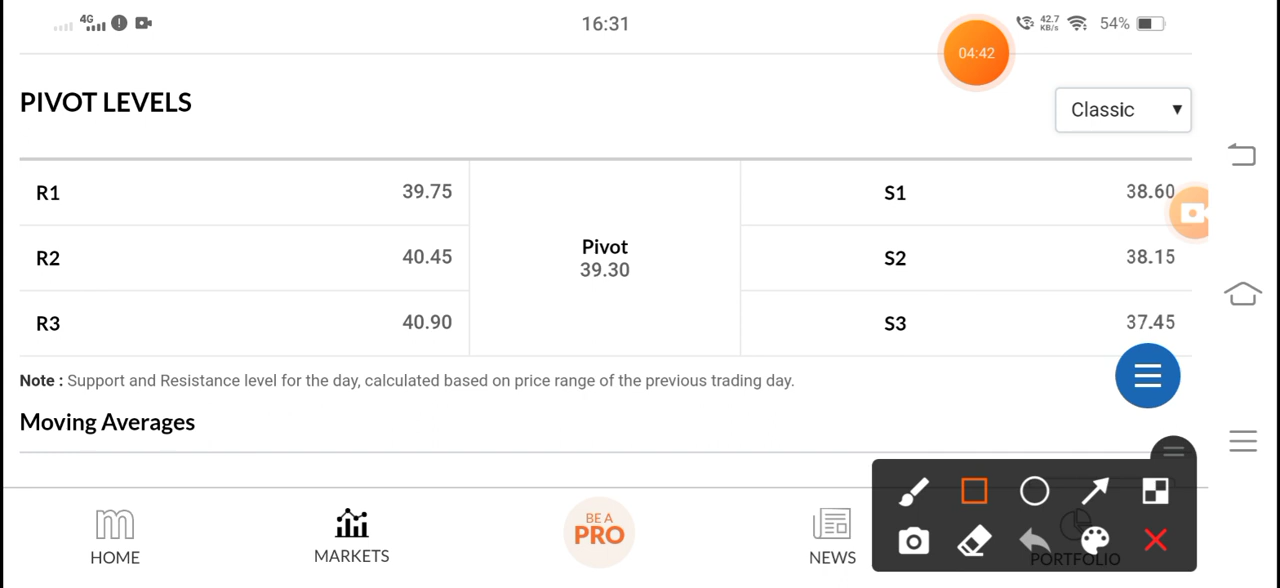 4G 16:31 42.7 KB/s 54%
04:42
PIVOT LEVELS
Classic
R1 39.75 S1 38.60
R2 40.45 Pivot S2 38.15
39.30
R3 40.90 S3 37.45
Note : Support and Resistance level for the day, calculated based on price range of the previous trading day.
Moving Averages
BE A
PRO
HOME MARKETS NEWS PORTFOLIO